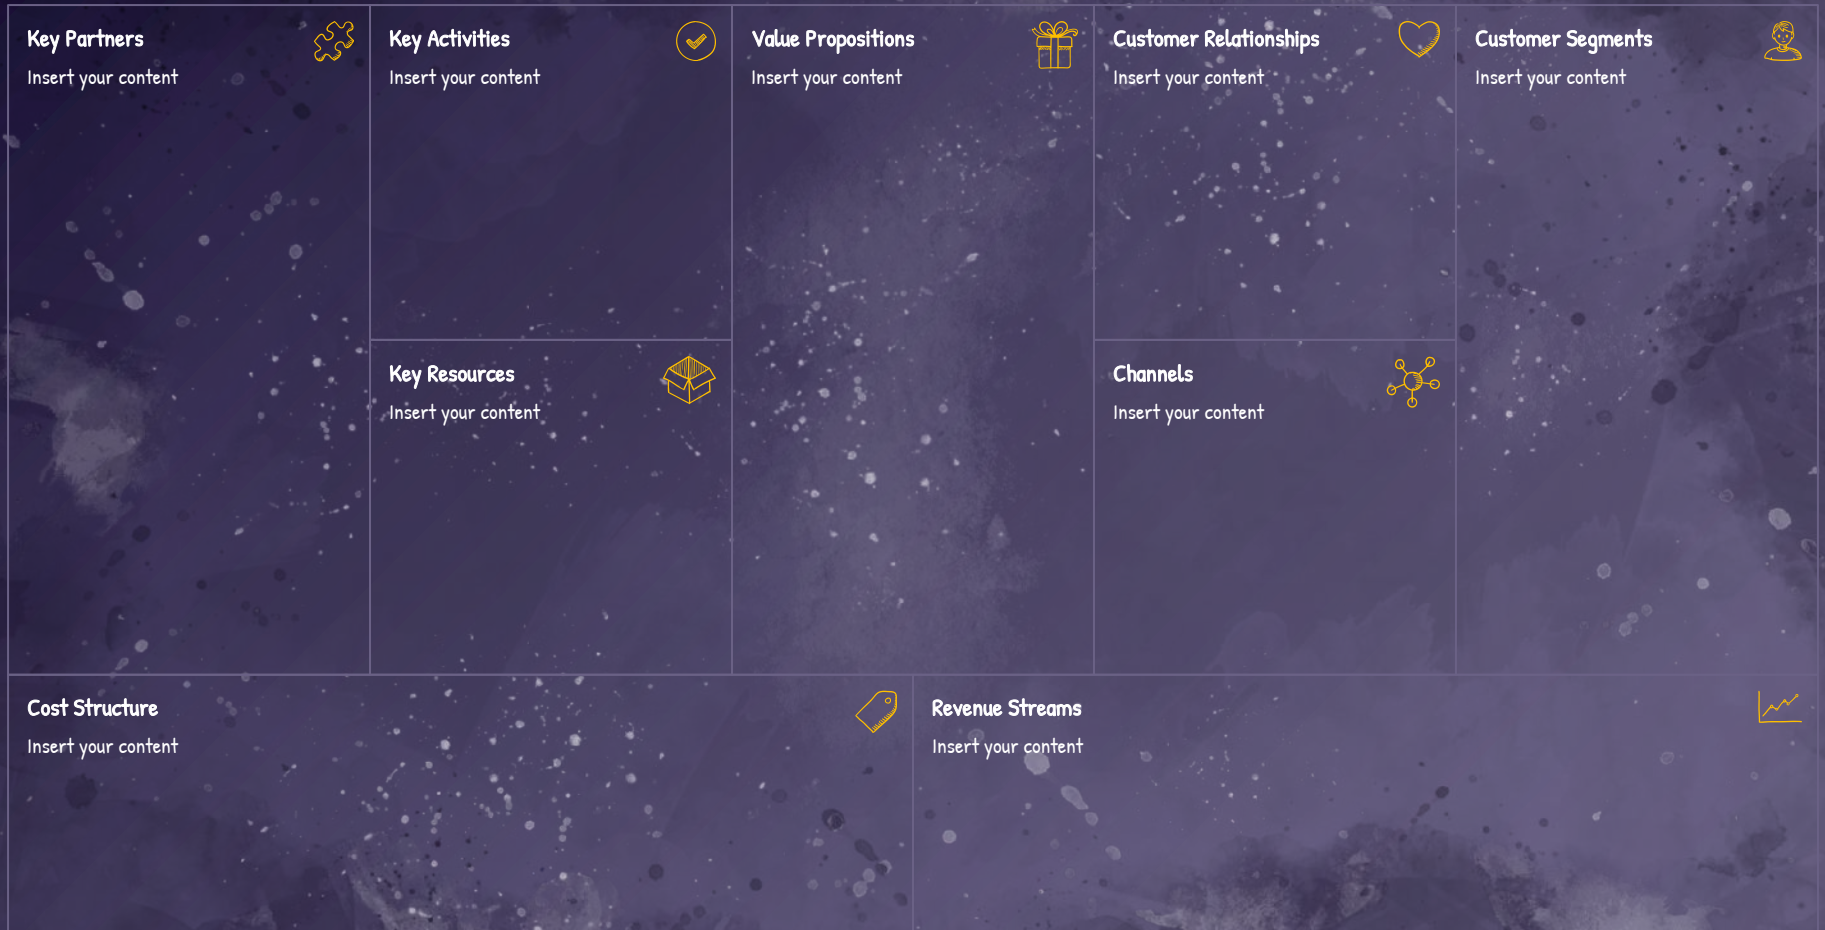 Key Partners
Insert your content
Key Activities
Insert your content
Value Propositions
Insert your content
Customer Relationships
Insert your content
Customer Segments
Insert your content
Key Resources
Insert your content
Channels
Insert your content
Cost Structure
Insert your content
Revenue Streams
Insert your content